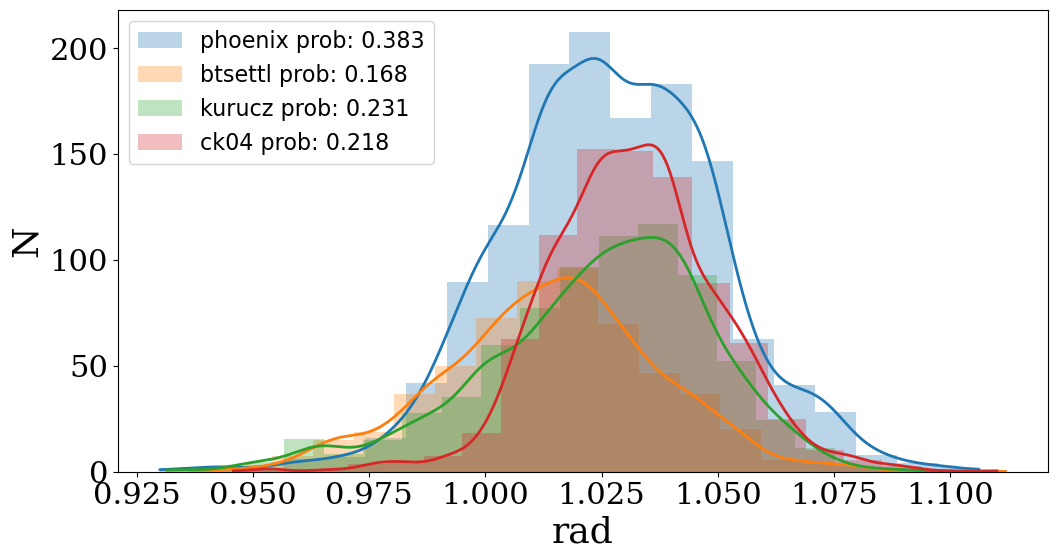 phoenix prob: 0.383
btsettl prob: 0.168
kurucz prob: 0.231
ck04 prob: 0.218
200
150
100
50
0
N
0.925 0.950 0.975 1.000 1.025 1.050 1.075 1.100
rad